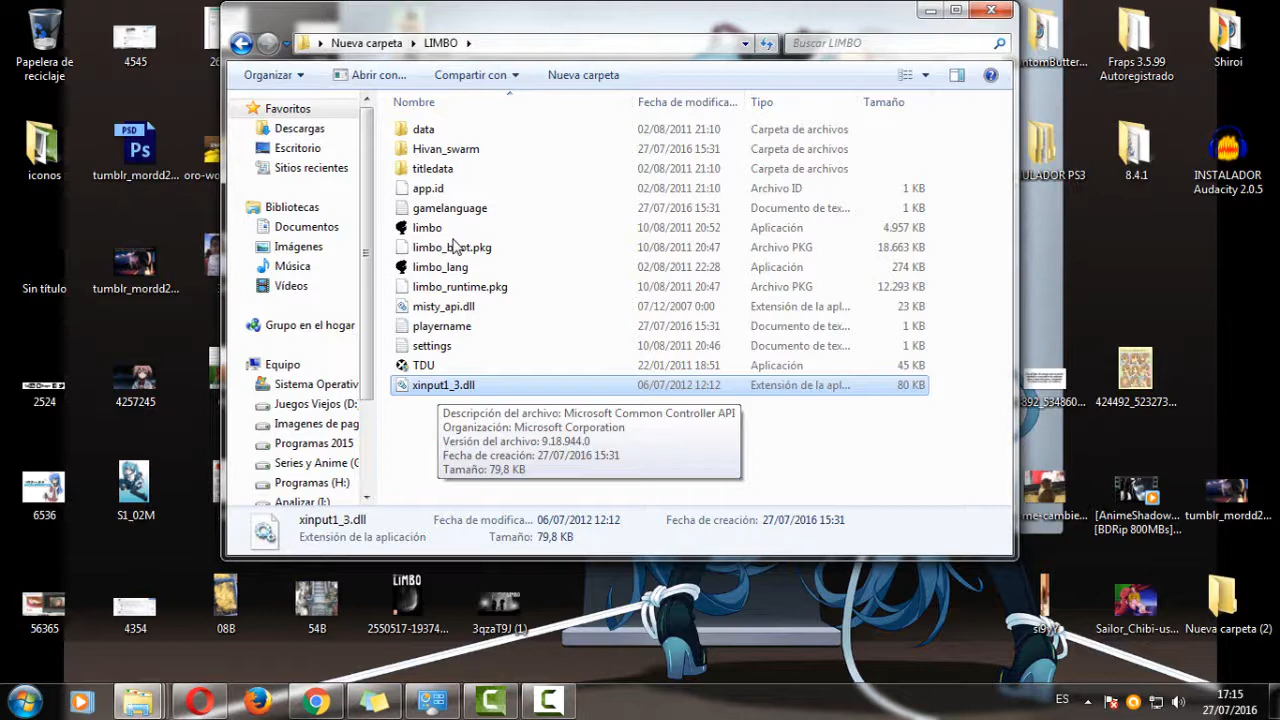 Nueva carpeta
LIMBO
Buscar LIMBO
Organizar
Abrir con...
Compartir con
Nueva carpeta
Nombre
Fecha de modifica...
Tipo
Tamaño
data
02/08/2011 21:10
Carpeta de archivos
Hivan_swarm
27/07/2016 15:31
Carpeta de archivos
titledata
02/08/2011 21:10
Carpeta de archivos
app.id
02/08/2011 21:10
Archivo ID
1 KB
gamelanguage
27/07/2016 15:31
Documento de tex...
1 KB
limbo
10/08/2011 20:52
Aplicación
4.957 KB
limbo_boot.pkg
10/08/2011 20:47
Archivo PKG
18.663 KB
limbo_lang
02/08/2011 22:28
Aplicación
274 KB
limbo_runtime.pkg
10/08/2011 20:47
Archivo PKG
12.293 KB
misty_api.dll
07/12/2007 0:00
Extensión de la apl...
23 KB
playername
27/07/2016 15:31
Documento de tex...
1 KB
settings
10/08/2011 20:46
Documento de tex...
1 KB
TDU
22/01/2011 18:51
Aplicación
45 KB
xinput1_3.dll
06/07/2012 12:12
Extensión de la apl...
80 KB
Descripción del archivo: Microsoft Common Controller API
Organización: Microsoft Corporation
Versión del archivo: 9.18.944.0
Fecha de creación: 27/07/2016 15:31
Tamaño: 79,8 KB
Favoritos
Descargas
Escritorio
Sitios recientes
Bibliotecas
Documentos
Imágenes
Música
Vídeos
Grupo en el hogar
Equipo
Sistema Operativ
Juegos Viejos (D:
Imagenes de pag
Programas 2015
Series y Anime (G
Programas (H:)
Analizar (I:)
xinput1_3.dll
Fecha de modifica... 06/07/2012 12:12
Fecha de creación: 27/07/2016 15:31
Extensión de la aplicación
Tamaño: 79,8 KB
Papelera de
reciclaje
4545
iconos
PSD
Ps
tumblr_mordd2...
oro-wo
Sin título
tumblr_mordd2...
2524
4257245
6536
S1_02M
56365
4354
08B
54B
LIMBO
2550517-19374...
3qzaT9J (1)
ntomButter...
Fraps 3.5.99
Autoregistrado
Shiroi
ULADOR PS3
8.4.1
INSTALADOR
Audacity 2.0.5
892_534860...
424492_523273...
me-cambie...
[AnimeShadow...
[BDRip 800MBs]...
tumblr_mordd2...
Sailor_Chibi-us...
Nueva carpeta (2)
ES
17:15
27/07/2016